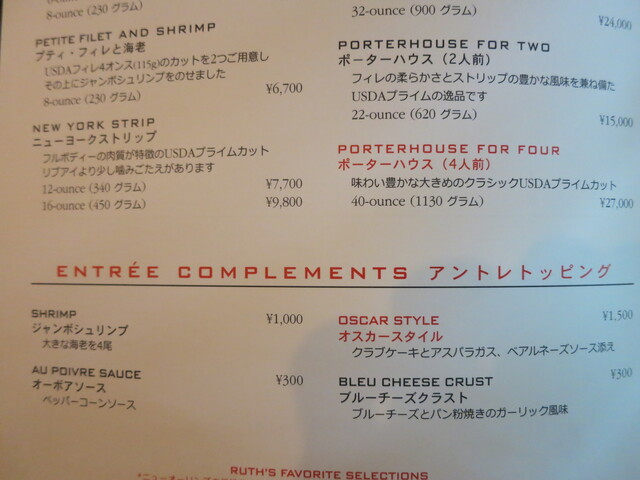 8-ounce (230 グラム)
PETITE FILET AND SHRIMP
プティ・フィレと海老
USDAフィレ4オンス(115g)のカットを2つご用意し
その上にジャンボシュリンプをのせました
8-ounce (230 グラム) ¥6,700
NEW YORK STRIP
ニューヨークストリップ
フルボディーの肉質が特徴のUSDAプライムカット
リブアイより少し噛みごたえがあります
12-ounce (340 グラム) ¥7,700
16-ounce (450 グラム) ¥9,800
32-ounce (900 グラム)
¥24,000
PORTERHOUSE FOR TWO
ポーターハウス（2人前）
フィレの柔らかさとストリップの豊かな風味を兼ね備た
USDAプライムの逸品です
22-ounce (620 グラム) ¥15,000
PORTERHOUSE FOR FOUR
ポーターハウス（4人前）
味わい豊かな大きめのクラシックUSDAプライムカット
40-ounce (1130 グラム) ¥27,000
ENTRÉE COMPLEMENTS アントレトッピング
SHRIMP ¥1,000
ジャンボシュリンプ
大きな海老を4尾
AU POIVRE SAUCE ¥300
オーポアソース
ペッパーコーンソース
OSCAR STYLE ¥1,500
オスカースタイル
クラブケーキとアスパラガス、ベアルネーズソース添え
BLEU CHEESE CRUST ¥300
ブルーチーズクラスト
ブルーチーズとパン粉焼きのガーリック風味
RUTH'S FAVORITE SELECTIONS